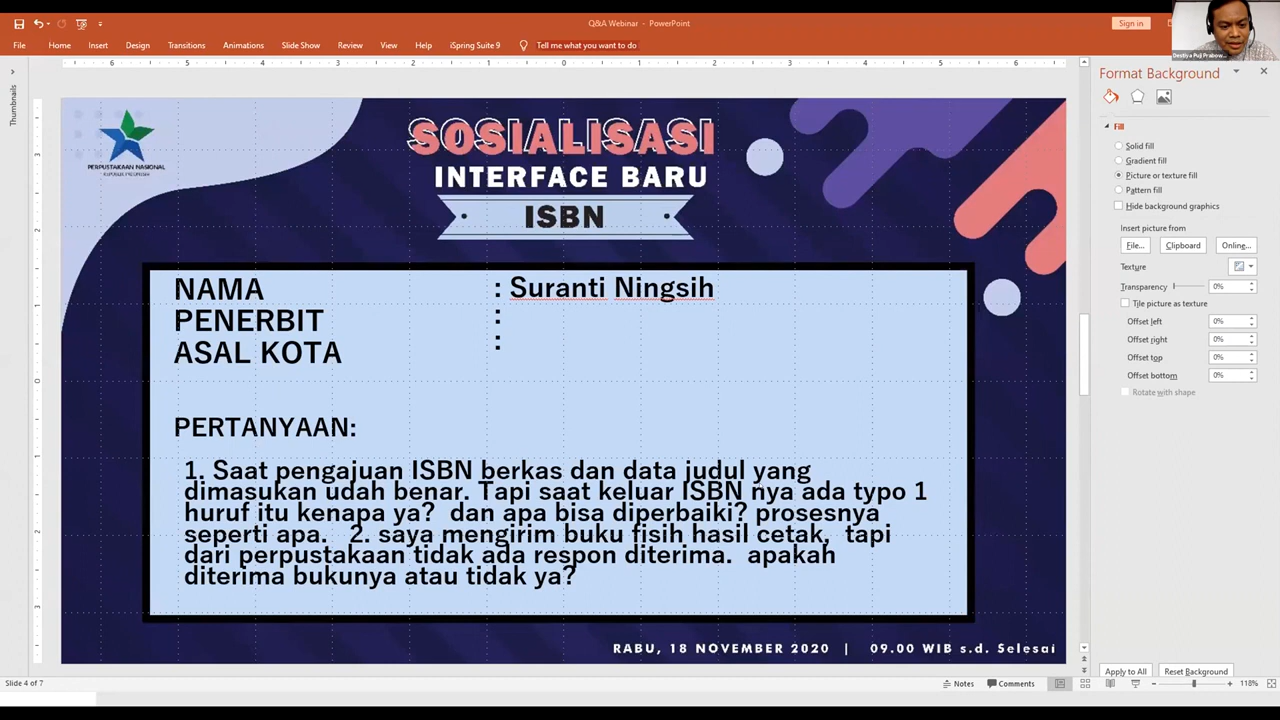 Q&A Webinar - PowerPoint
Sign in
File Home Insert Design Transitions Animations Slide Show Review View Help iSpring Suite 9 Tell me what you want to do
Thumbnails
PERPUSTAKAAN NASIONAL
REPUBLIK INDONESIA
SOSIALISASI
INTERFACE BARU
ISBN
NAMA : Suranti Ningsih
PENERBIT :
ASAL KOTA :
PERTANYAAN:
1. Saat pengajuan ISBN berkas dan data judul yang
dimasukan udah benar. Tapi saat keluar ISBN nya ada typo 1
huruf itu kenapa ya? dan apa bisa diperbaiki? prosesnya
seperti apa. 2. saya mengirim buku fisih hasil cetak, tapi
dari perpustakaan tidak ada respon diterima. apakah
diterima bukunya atau tidak ya?
RABU, 18 NOVEMBER 2020 | 09.00 WIB s.d. Selesai
Format Background
Fill
Solid fill
Gradient fill
Picture or texture fill
Pattern fill
Hide background graphics
Insert picture from
File... Clipboard Online...
Texture
Transparency 0%
Tile picture as texture
Offset left 0%
Offset right 0%
Offset top 0%
Offset bottom 0%
Rotate with shape
Apply to All Reset Background
Slide 4 of 7
Notes Comments 118%